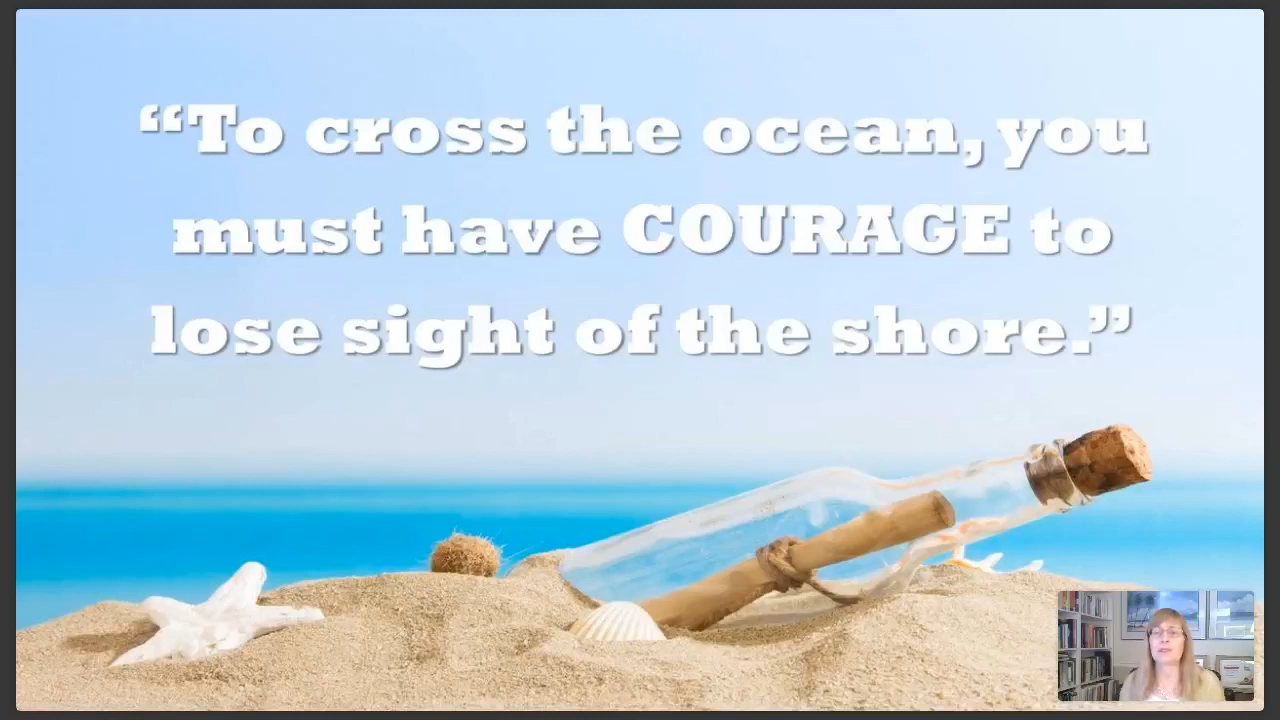 “To cross the ocean, you
must have COURAGE to
lose sight of the shore.”